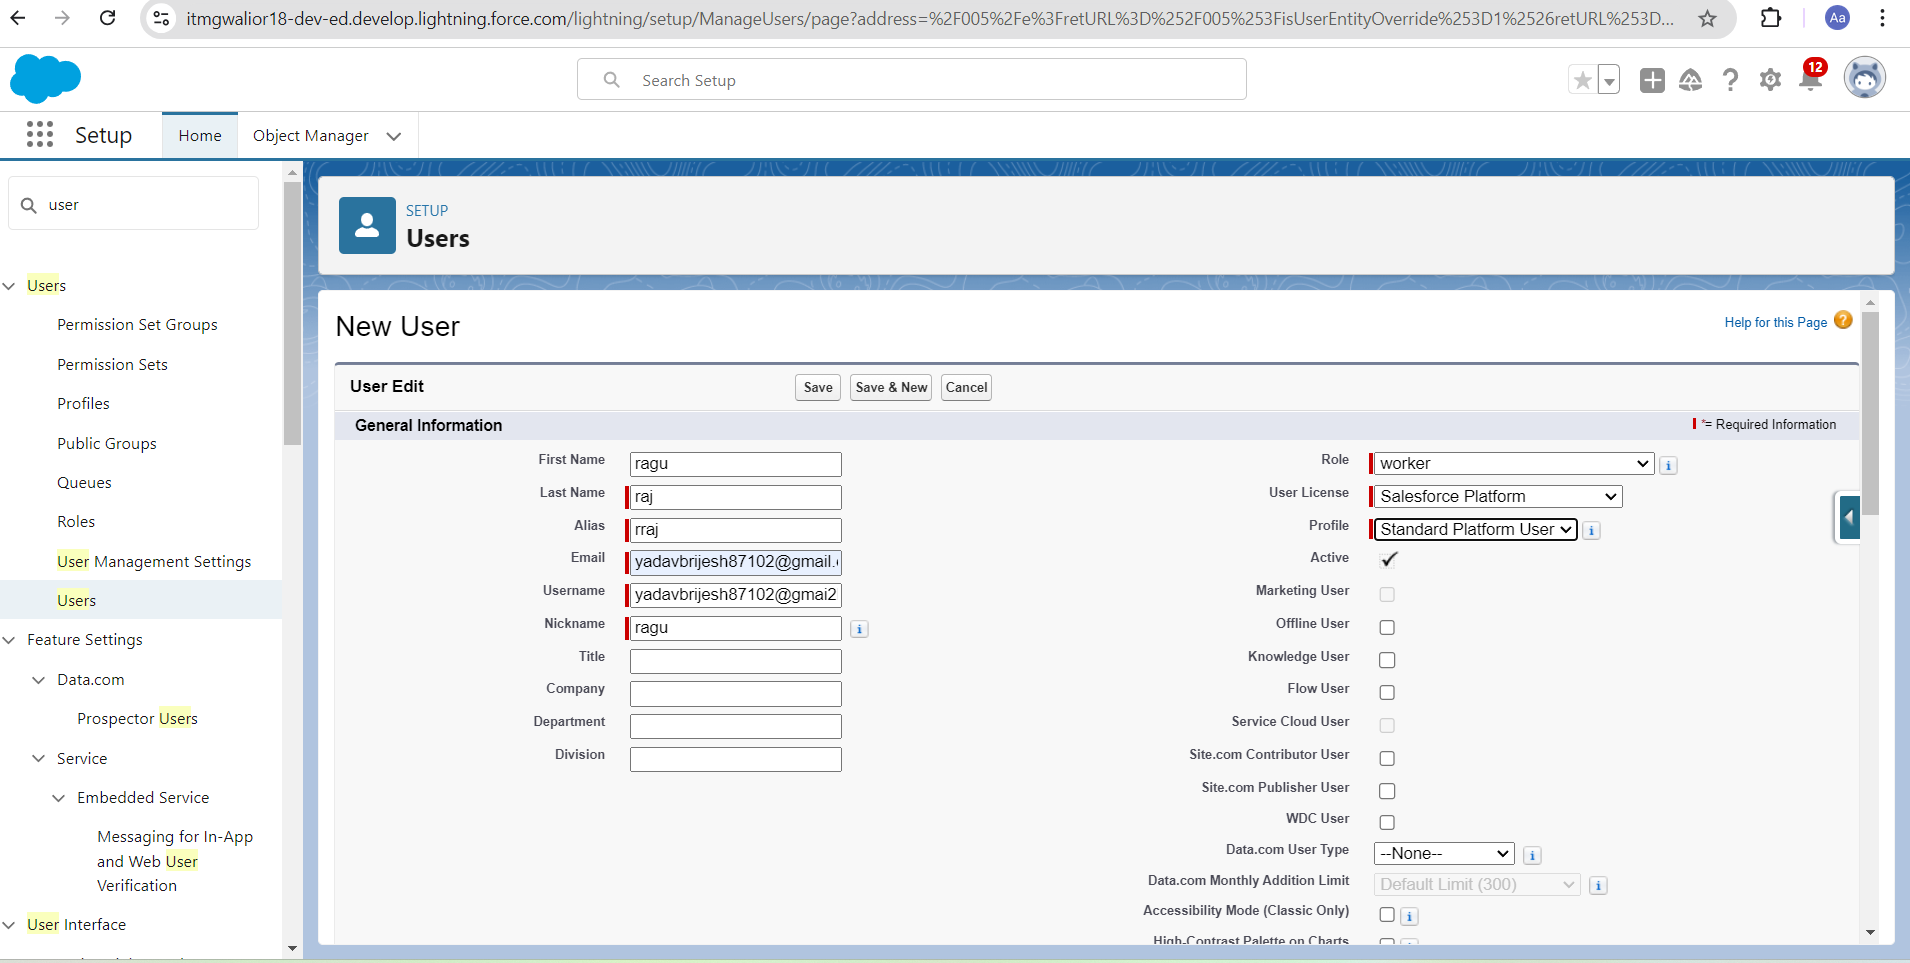 itmgwalior18-dev-ed.develop.lightning.force.com/lightning/setup/ManageUsers/page?address=%2F005%2Fe%3FretURL%3D%252F005%253FisUserEntityOverride%253D1%2526retURL%253D...
Aa
Search Setup
12
Setup
Home
Object Manager
user
Users
Permission Set Groups
Permission Sets
Profiles
Public Groups
Queues
Roles
User Management Settings
Users
Feature Settings
Data.com
Prospector Users
Service
Embedded Service
Messaging for In-App
and Web User
Verification
User Interface
SETUP
Users
New User
Help for this Page ?
User Edit
Save
Save & New
Cancel
General Information
*= Required Information
First Name ragu
Last Name raj
Alias rraj
Email yadavbrijesh87102@gmail.
Username yadavbrijesh87102@gmai2
Nickname ragu
Title
Company
Department
Division
Role worker
User License Salesforce Platform
Profile Standard Platform User
Active
Marketing User
Offline User
Knowledge User
Flow User
Service Cloud User
Site.com Contributor User
Site.com Publisher User
WDC User
Data.com User Type --None--
Data.com Monthly Addition Limit Default Limit (300)
Accessibility Mode (Classic Only)
High-Contrast Palette on Charts